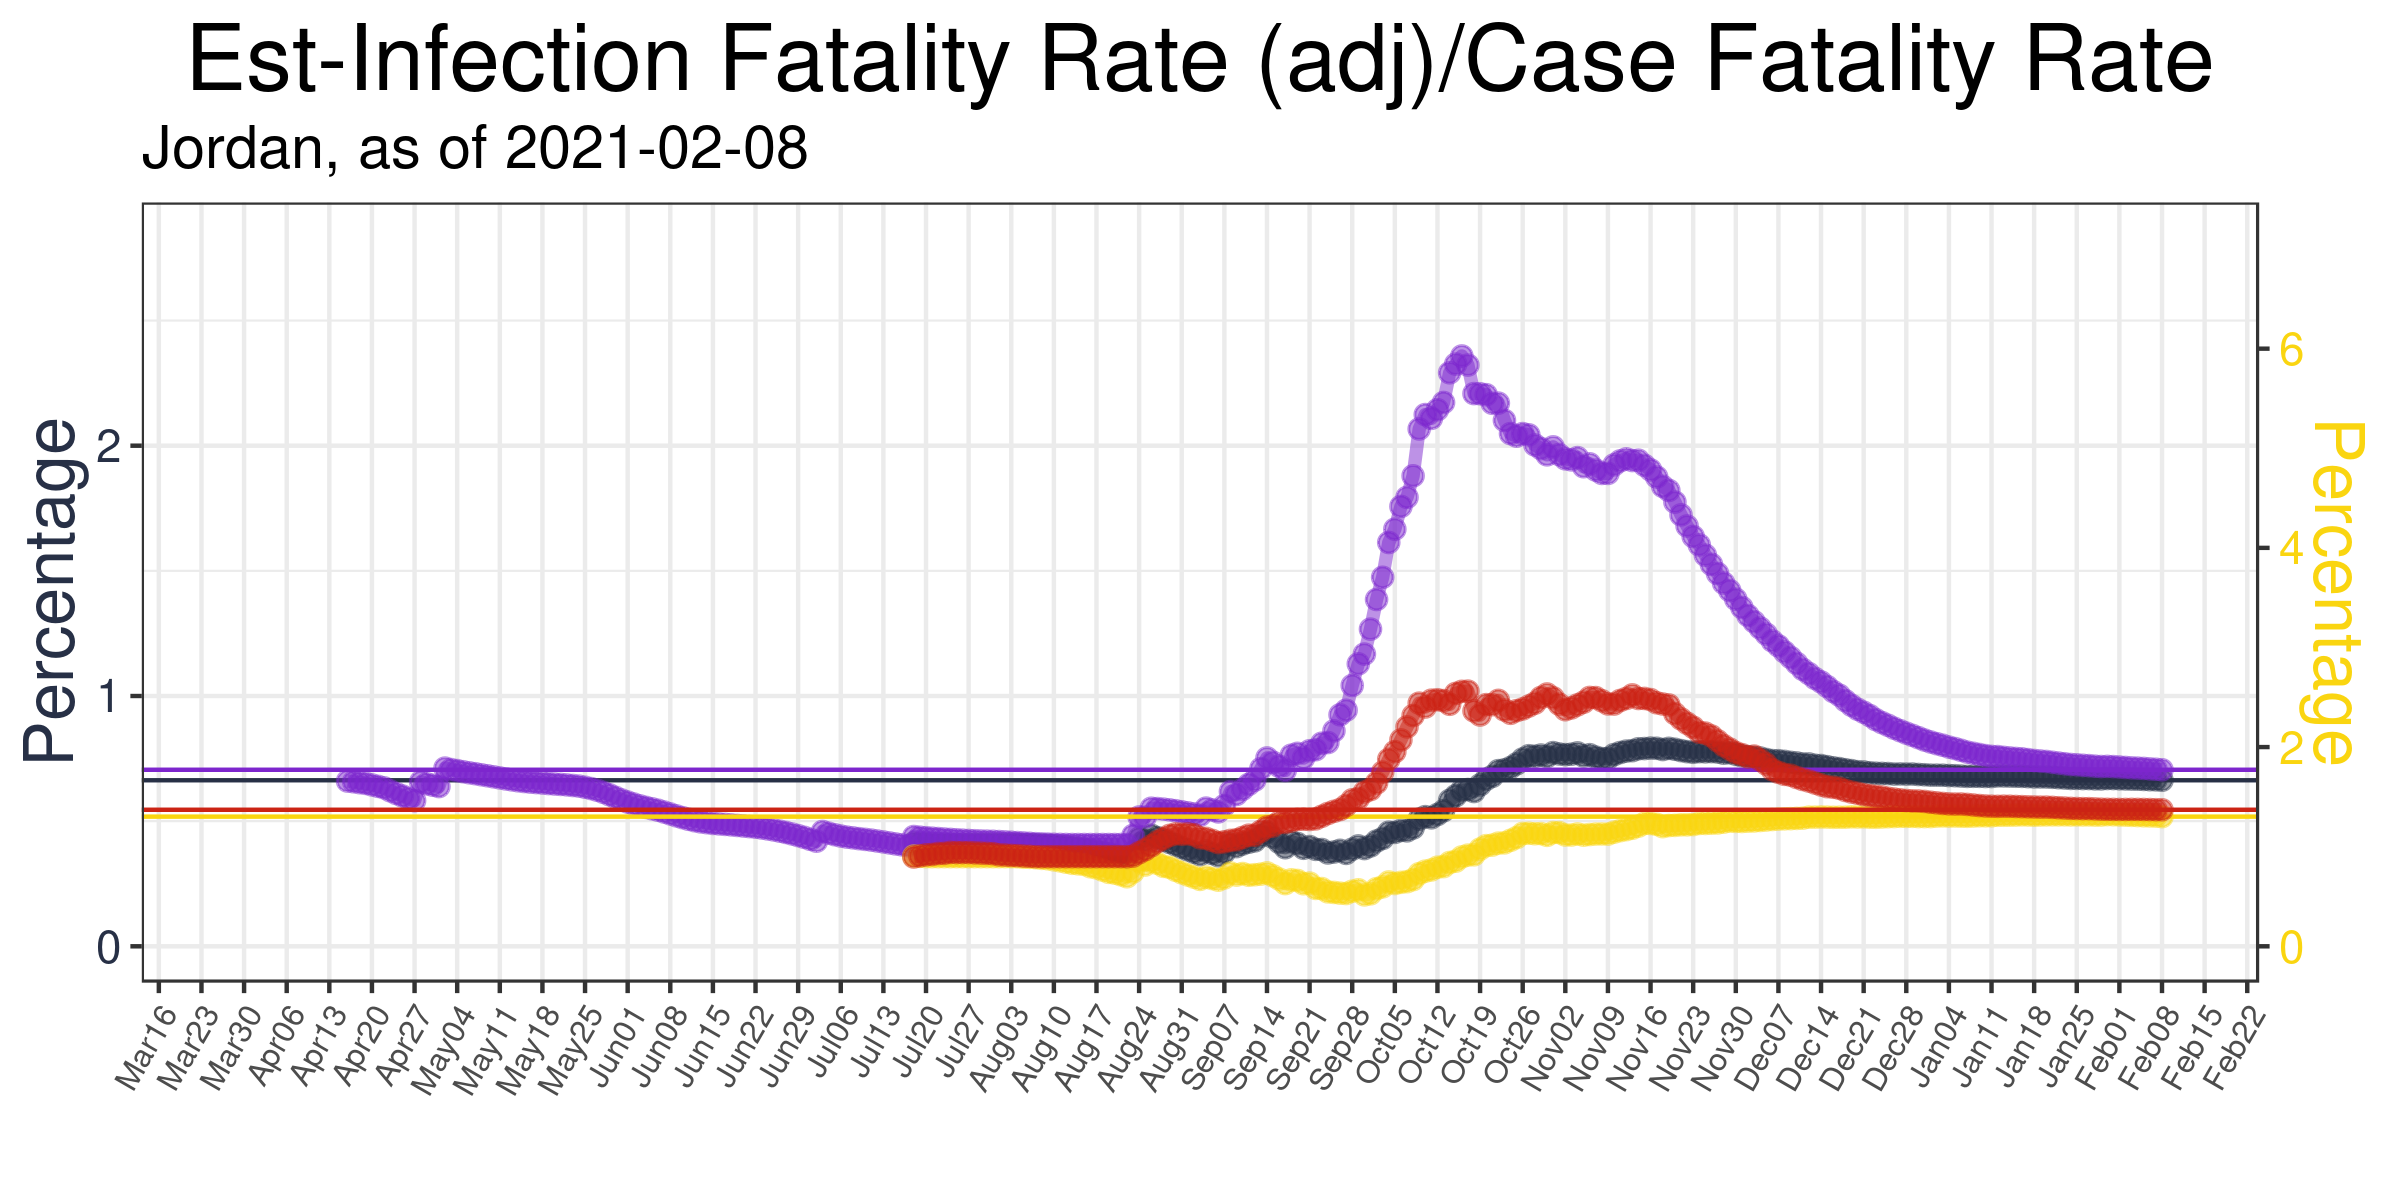 Est-Infection Fatality Rate (adj)/Case Fatality Rate
Jordan, as of 2021-02-08
Percentage
2
1
0
6
4
2
0
Percentage
Mar16 Mar23 Mar30 Apr06 Apr13 Apr20 Apr27 May04 May11 May18 May25 Jun01 Jun08 Jun15 Jun22 Jun29 Jul06 Jul13 Jul20 Jul27 Aug03 Aug10 Aug17 Aug24 Aug31 Sep07 Sep14 Sep21 Sep28 Oct05 Oct12 Oct19 Oct26 Nov02 Nov09 Nov16 Nov23 Nov30 Dec07 Dec14 Dec21 Dec28 Jan04 Jan11 Jan18 Jan25 Feb01 Feb08 Feb15 Feb22